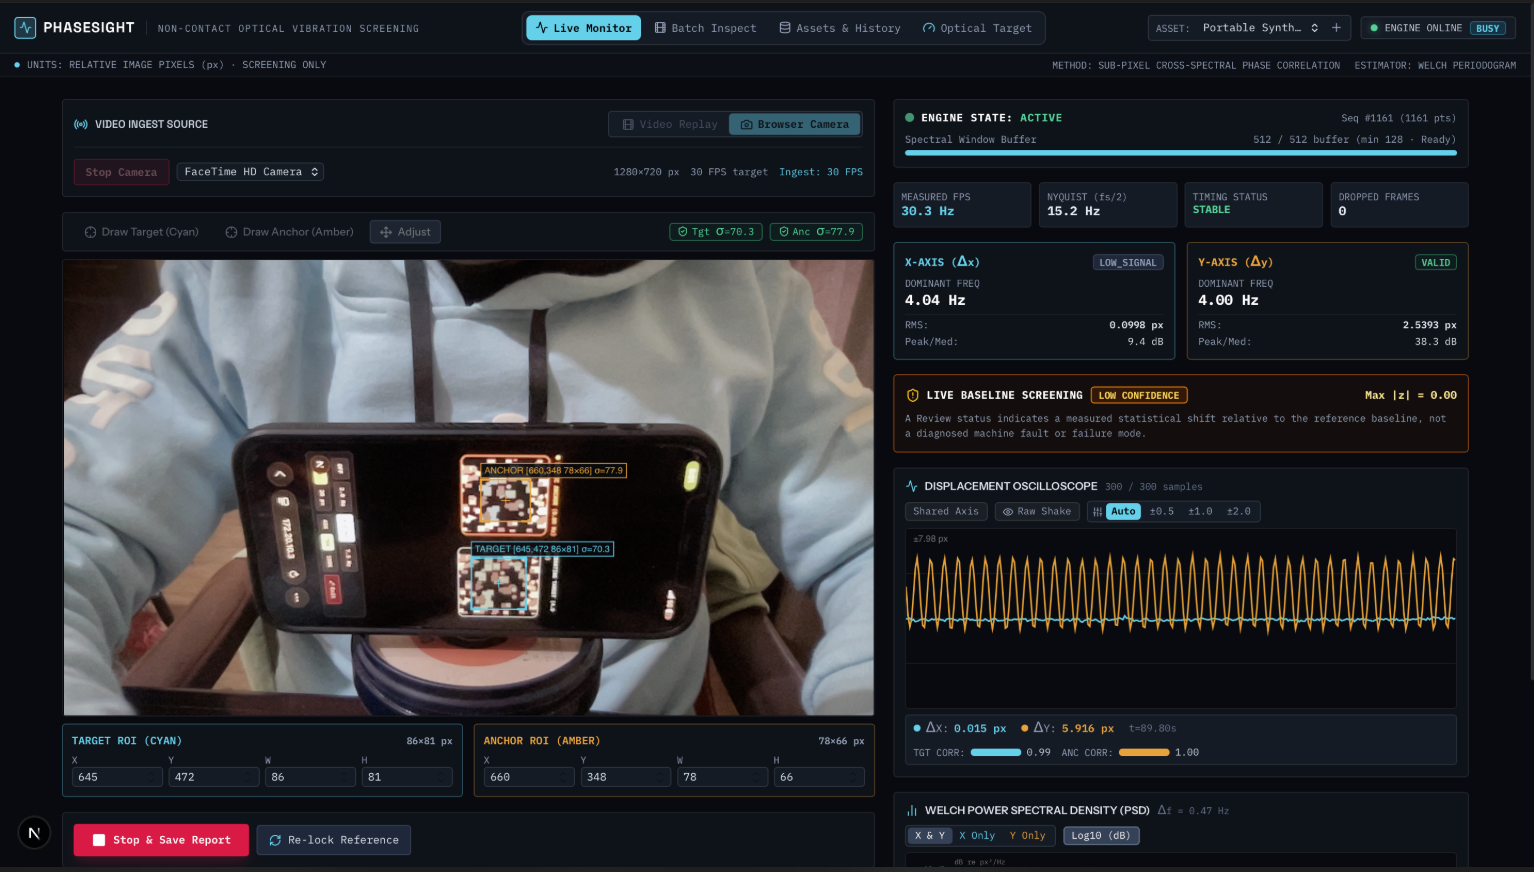 PHASESIGHT
NON-CONTACT OPTICAL VIBRATION SCREENING
Live Monitor
Batch Inspect
Assets & History
Optical Target
ASSET: Portable Synth…
ENGINE ONLINE BUSY
UNITS: RELATIVE IMAGE PIXELS (px) · SCREENING ONLY
METHOD: SUB-PIXEL CROSS-SPECTRAL PHASE CORRELATION ESTIMATOR: WELCH PERIODOGRAM
VIDEO INGEST SOURCE
Video Replay
Browser Camera
Stop Camera
FaceTime HD Camera
1280×720 px 30 FPS target Ingest: 30 FPS
Draw Target (Cyan)
Draw Anchor (Amber)
Adjust
Tgt σ=70.3
Anc σ=77.9
ANCHOR [660,348 78×66] σ=77.9
TARGET [645,472 86×81] σ=70.3
TARGET ROI (CYAN) 86×81 px
X Y W H
645 472 86 81
ANCHOR ROI (AMBER) 78×66 px
X Y W H
660 348 78 66
N
Stop & Save Report
Re-lock Reference
ENGINE STATE: ACTIVE
Seq #1161 (1161 pts)
Spectral Window Buffer
512 / 512 buffer (min 128 · Ready)
MEASURED FPS
30.3 Hz
NYQUIST (fs/2)
15.2 Hz
TIMING STATUS
STABLE
DROPPED FRAMES
0
X-AXIS (Δx) LOW_SIGNAL
DOMINANT FREQ
4.04 Hz
RMS: 0.0998 px
Peak/Med: 9.4 dB
Y-AXIS (Δy) VALID
DOMINANT FREQ
4.00 Hz
RMS: 2.5393 px
Peak/Med: 38.3 dB
LIVE BASELINE SCREENING LOW CONFIDENCE Max |z| = 0.00
A Review status indicates a measured statistical shift relative to the reference baseline, not
a diagnosed machine fault or failure mode.
DISPLACEMENT OSCILLOSCOPE 300 / 300 samples
Shared Axis
Raw Shake
Auto ±0.5 ±1.0 ±2.0
±7.98 px
ΔX: 0.015 px ΔY: 5.916 px t=89.80s
TGT CORR: 0.99 ANC CORR: 1.00
WELCH POWER SPECTRAL DENSITY (PSD) Δf = 0.47 Hz
X & Y X Only Y Only Log10 (dB)
dB re px²/Hz